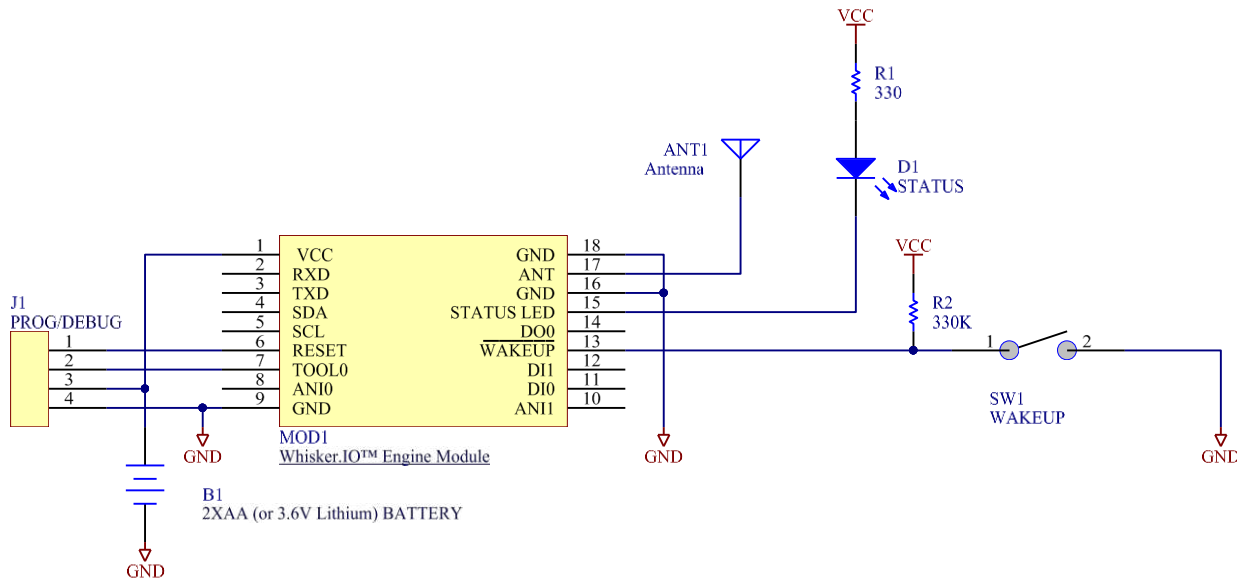 VCC
R1
330
ANT1
Antenna
D1
STATUS
VCC
R2
330K
J1
PROG/DEBUG
1
2
3
4
1 VCC
2 RXD
3 TXD
4 SDA
5 SCL
6 RESET
7 TOOL0
8 ANI0
9 GND
GND 18
ANT 17
GND 16
STATUS LED 15
DO0 14
WAKEUP 13
DI1 12
DI0 11
ANI1 10
MOD1
Whisker.IO™ Engine Module
1
2
SW1
WAKEUP
GND
GND
GND
B1
2XAA (or 3.6V Lithium) BATTERY
GND